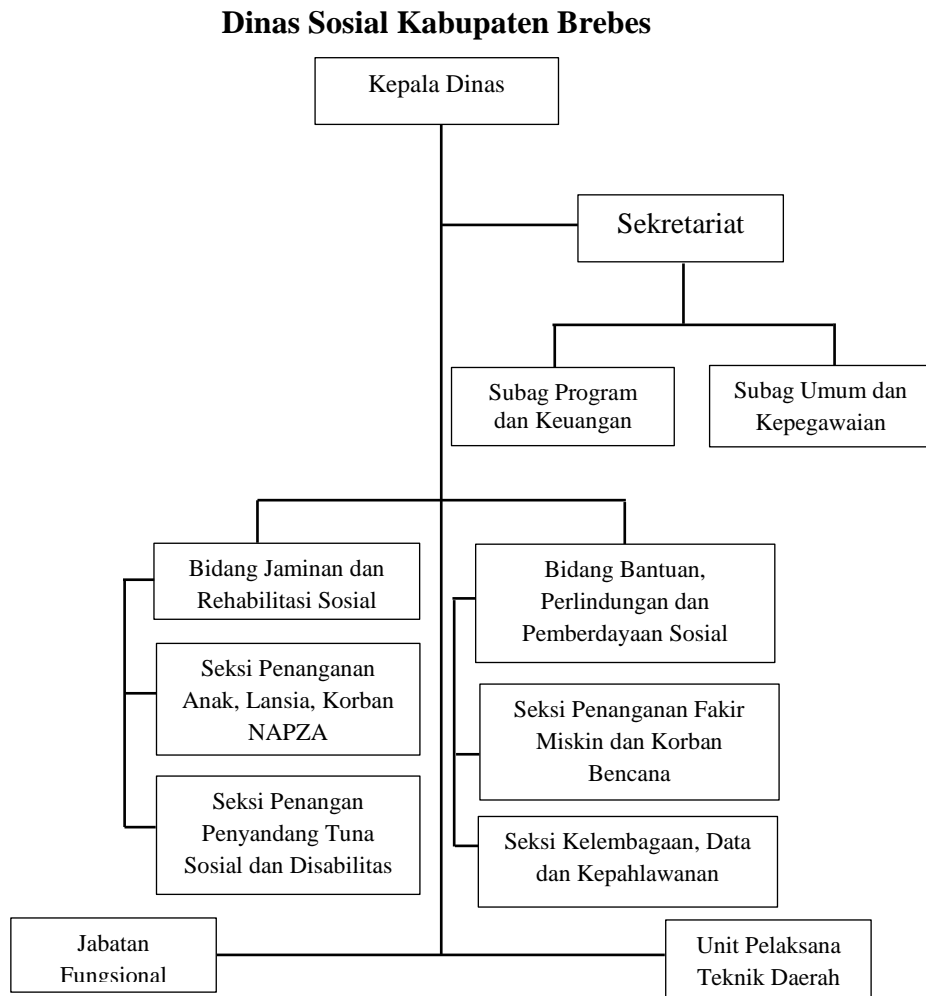 Dinas Sosial Kabupaten Brebes
Kepala Dinas
Sekretariat
Subag Program
dan Keuangan
Subag Umum dan
Kepegawaian
Bidang Jaminan dan
Rehabilitasi Sosial
Seksi Penanganan
Anak, Lansia, Korban
NAPZA
Seksi Penangan
Penyandang Tuna
Sosial dan Disabilitas
Bidang Bantuan,
Perlindungan dan
Pemberdayaan Sosial
Seksi Penanganan Fakir
Miskin dan Korban
Bencana
Seksi Kelembagaan, Data
dan Kepahlawanan
Jabatan
Fungsional
Unit Pelaksana
Teknik Daerah